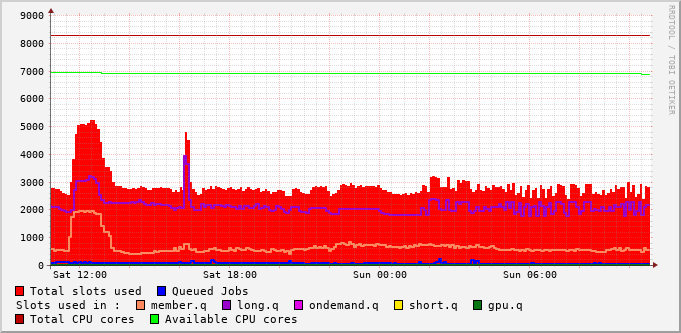 9000
8000
7000
6000
5000
4000
3000
2000
1000
0
Sat 12:00 Sat 18:00 Sun 00:00 Sun 06:00
Total slots used Queued Jobs
Slots used in : member.q long.q ondemand.q short.q gpu.q
Total CPU cores Available CPU cores
RRDTOOL / TOBI OETIKER